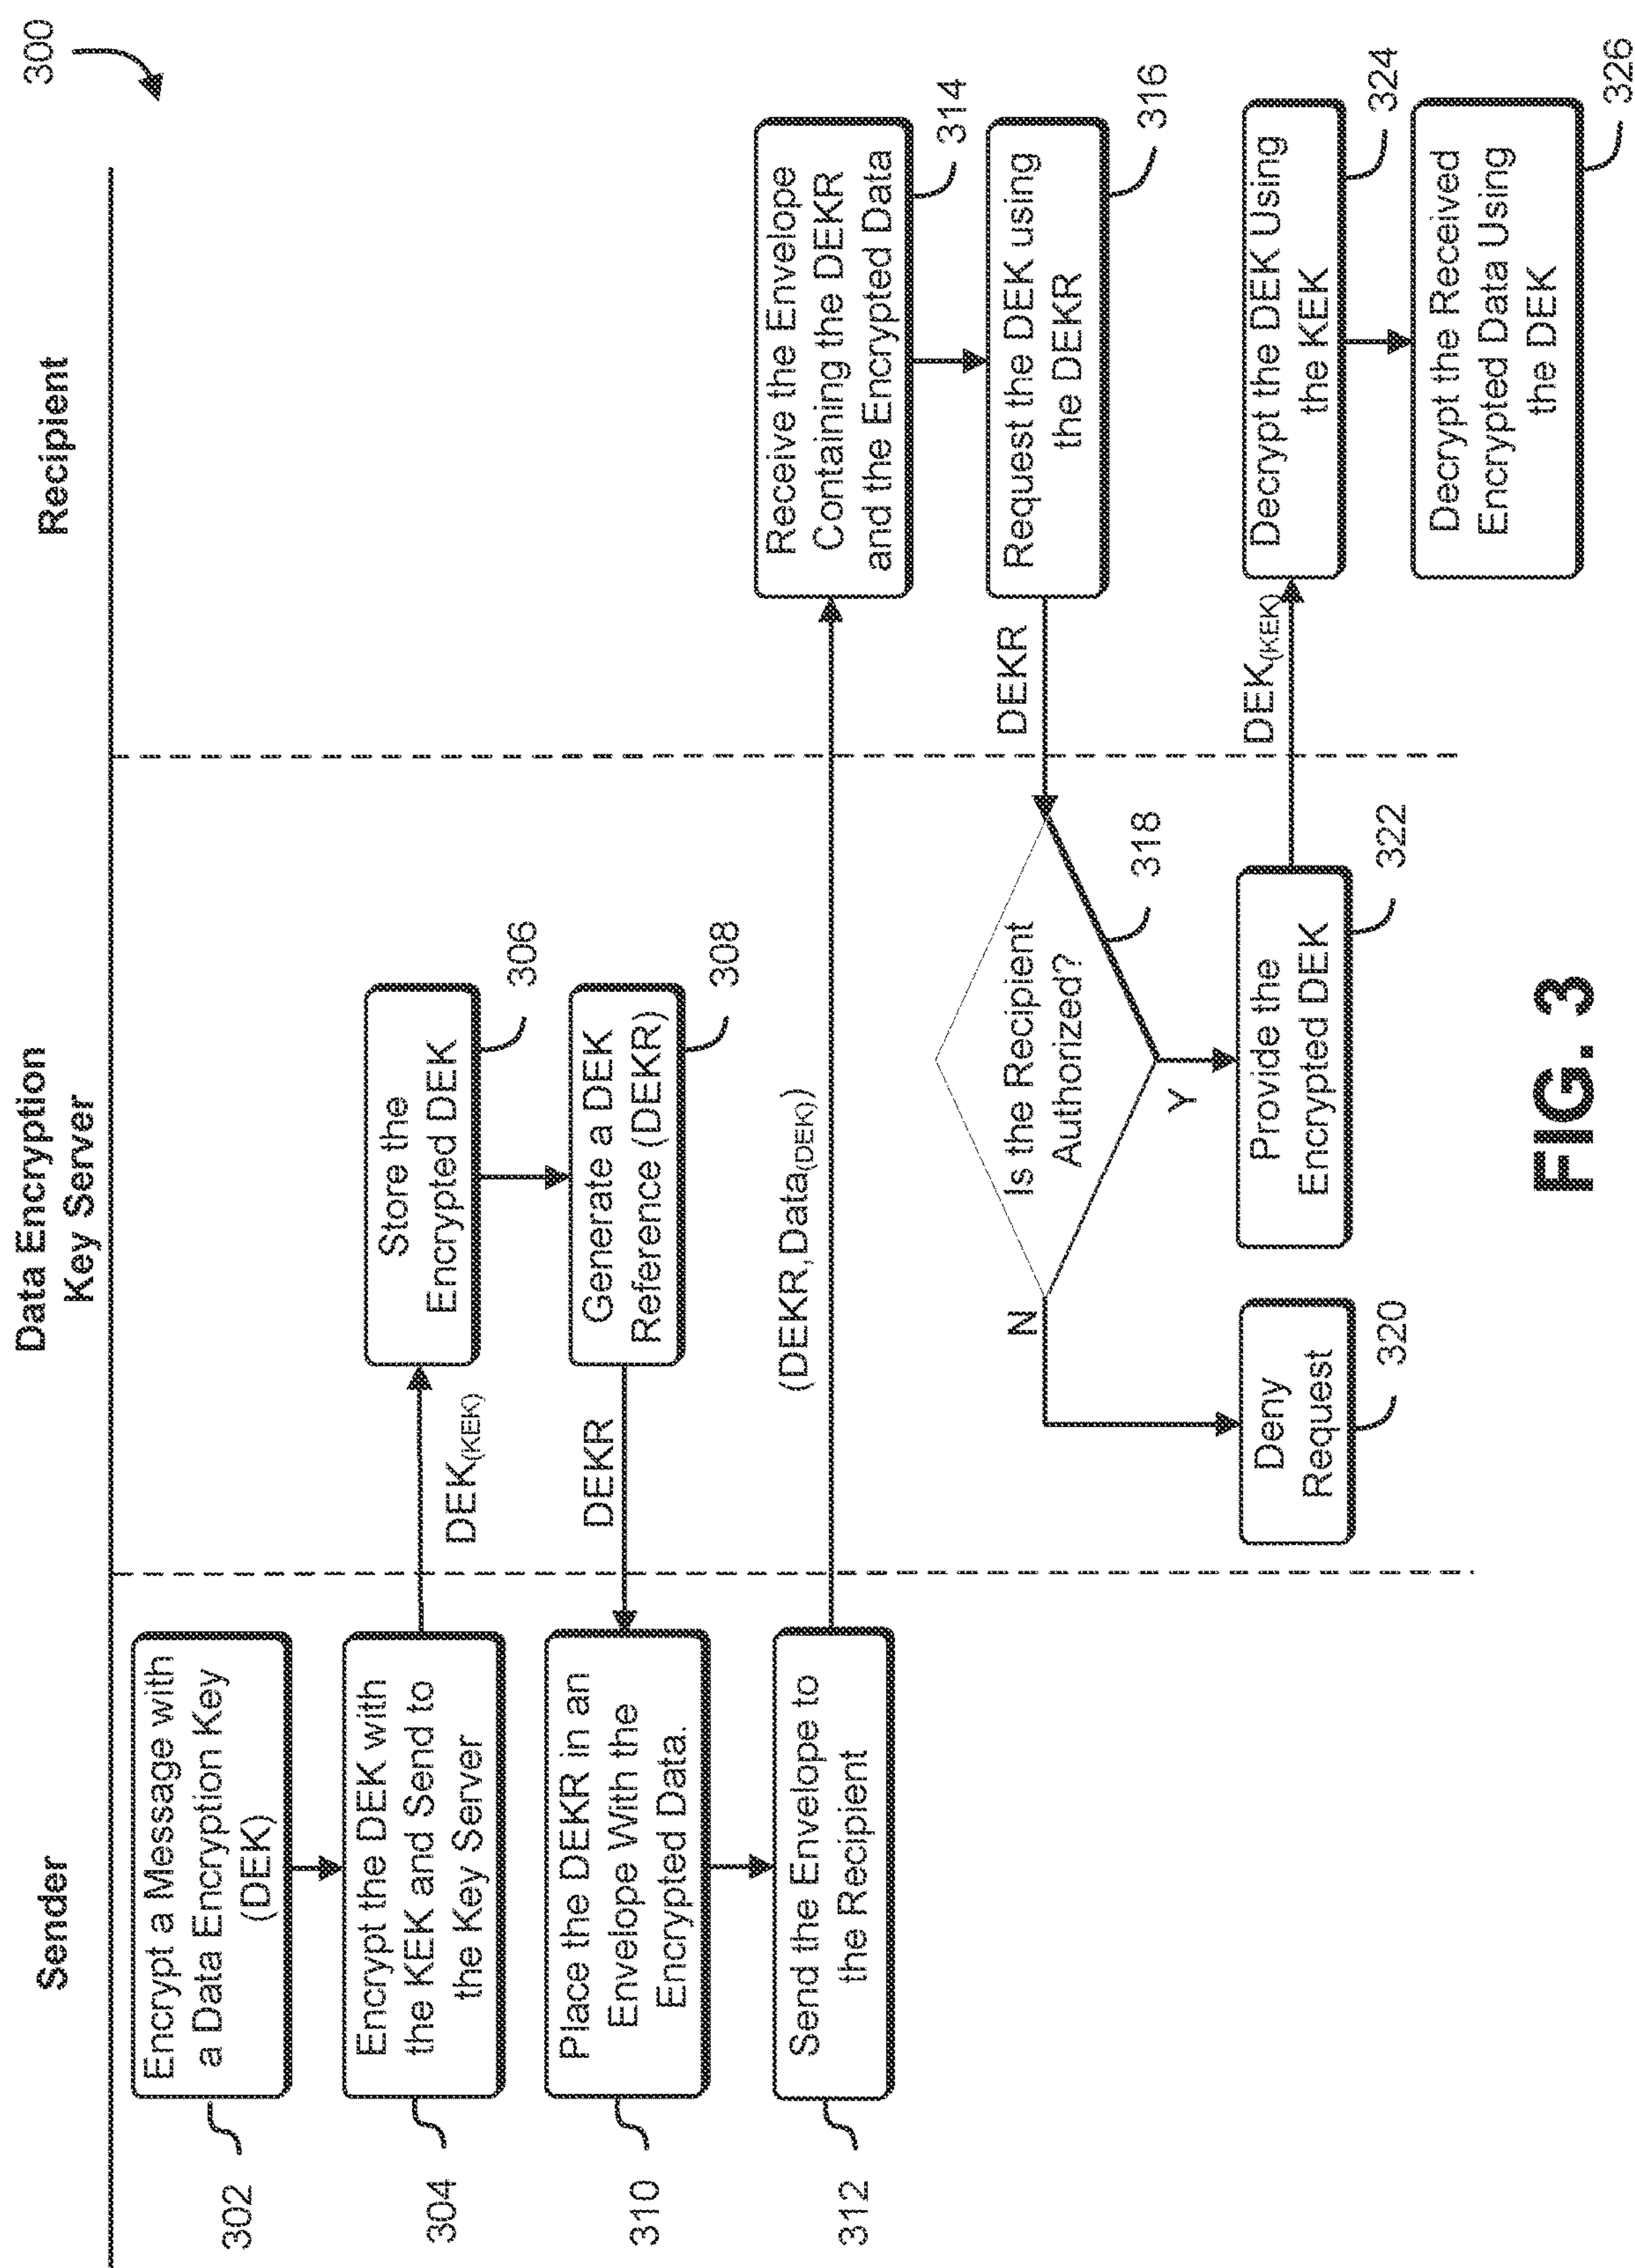 300
Sender
Data Encryption
Key Server
Recipient
Encrypt a Message with
a Data Encryption Key
(DEK)
302
Encrypt the DEK with
the KEK and Send to
the Key Server
304
DEK(KEK)
Store the
Encrypted DEK
306
Generate a DEK
Reference (DEKR)
308
DEKR
Place the DEKR in an
Envelope With the
Encrypted Data.
310
Send the Envelope to
the Recipient
312
(DEKR,Data(DEK))
Receive the Envelope
Containing the DEKR
and the Encrypted Data
314
Request the DEK using
the DEKR
316
DEKR
Is the Recipient
Authorized?
318
N
Y
Deny
Request
320
Provide the
Encrypted DEK
322
DEK(KEK)
Decrypt the DEK Using
the KEK
324
Decrypt the Received
Encrypted Data Using
the DEK
326
FIG. 3